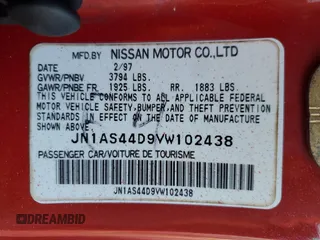 MFD.BY NISSAN MOTOR CO.,LTD
DATE 2/97
GVWR/PNBV 3794 LBS.
GAWR/PNBE FR. 1925 LBS. RR. 1883 LBS.
THIS VEHICLE CONFORMS TO ALL APPLICABLE FEDERAL
MOTOR VEHICLE SAFETY, BUMPER, AND THEFT PREVENTION
STANDARDS IN EFFECT ON THE DATE OF MANUFACTURE
SHOWN ABOVE.
JN1AS44D9VW102438
PASSENGER CAR/VOITURE DE TOURISME
JN1AS44D9VW102438
DREAMBID